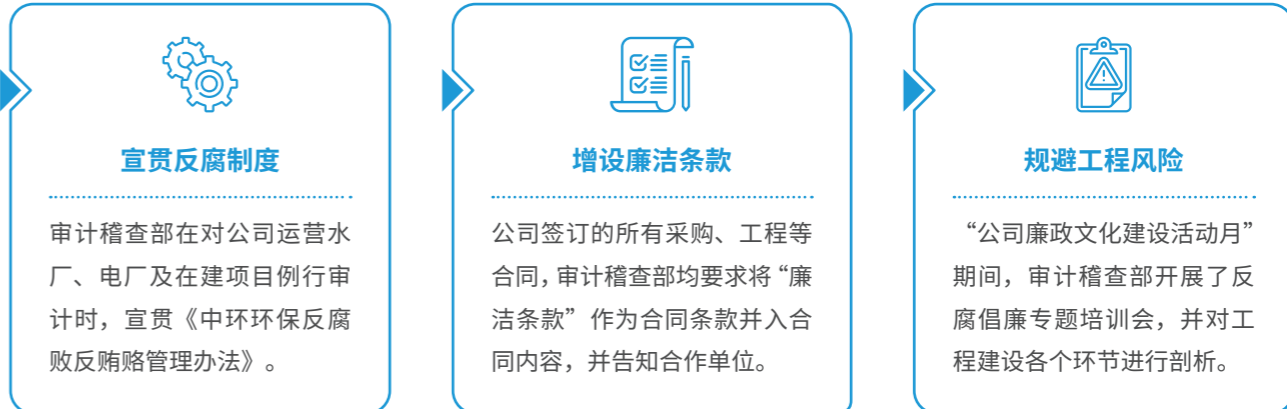 宣贯反腐制度
审计稽查部在对公司运营水
厂、电厂及在建项目例行审
计时，宣贯《中环环保反腐
败反贿赂管理办法》。
增设廉洁条款
公司签订的所有采购、工程等
合同，审计稽查部均要求将“廉
洁条款”作为合同条款并入合
同内容，并告知合作单位。
规避工程风险
“公司廉政文化建设活动月”
期间，审计稽查部开展了反
腐倡廉专题培训会，并对工
程建设各个环节进行剖析。